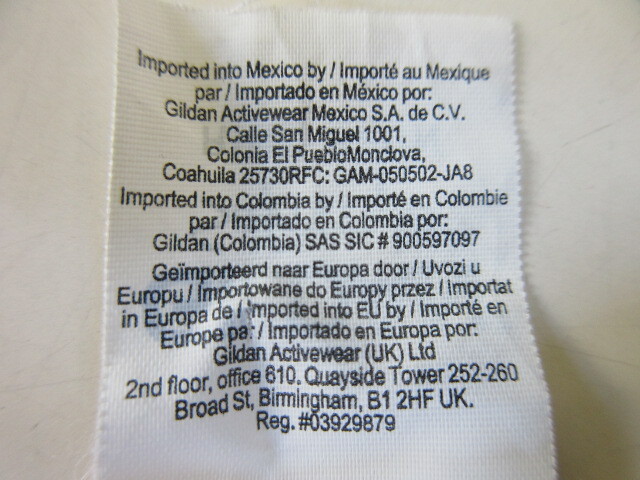 Imported into Mexico by / Importé au Mexique
par / Importado en México por:
Gildan Activewear Mexico S.A. de C.V.
Calle San Miguel 1001,
Colonia El PuebloMonclova,
Coahuila 25730RFC: GAM-050502-JA8
Imported into Colombia by / Importé en Colombie
par / Importado en Colombia por:
Gildan (Colombia) SAS SIC # 900597097
Geïmporteerd naar Europa door / Uvozi u
Europu / Importowane do Europy przez / Importat
in Europa de / Imported into EU by / Importé en
Europe par / Importado en Europa por:
Gildan Activewear (UK) Ltd
2nd floor, office 610. Quayside Tower 252-260
Broad St, Birmingham, B1 2HF UK.
Reg. #03929879